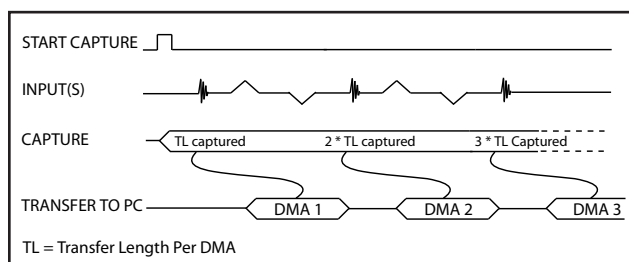 START CAPTURE
INPUT(S)
CAPTURE
TL captured 2 * TL captured 3 * TL Captured
TRANSFER TO PC
DMA 1 DMA 2 DMA 3
TL = Transfer Length Per DMA